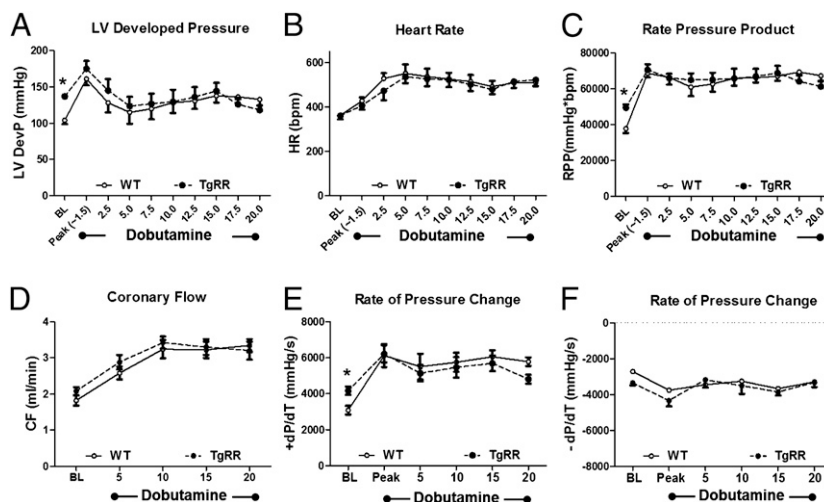 A
LV Developed Pressure
LV DevP (mmHg)
200
150
100
50
0
*
WT
TgRR
BL
Peak (~1.5)
2.5
5.0
7.5
10.0
12.5
15.0
17.5
20.0
Dobutamine
B
Heart Rate
HR (bpm)
600
400
200
0
WT
TgRR
BL
Peak (~1.5)
2.5
5.0
7.5
10.0
12.5
15.0
17.5
20.0
Dobutamine
C
Rate Pressure Product
RPP(mmHg*bpm)
80000
60000
40000
20000
0
*
WT
TgRR
BL
Peak (~1.5)
2.5
5.0
7.5
10.0
12.5
15.0
17.5
20.0
Dobutamine
D
Coronary Flow
CF (ml/min)
4
3
2
1
0
WT
TgRR
BL
5
10
15
20
Dobutamine
E
Rate of Pressure Change
+dP/dT (mmHg/s)
8000
6000
4000
2000
0
*
WT
TgRR
BL
Peak
5
10
15
20
Dobutamine
F
Rate of Pressure Change
- dP/dT (mmHg/s)
0
-2000
-4000
-6000
-8000
WT
TgRR
BL
Peak
5
10
15
20
Dobutamine